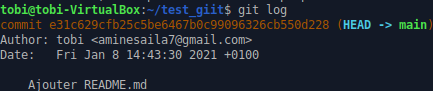 tobi@tobi-VirtualBox:~/test_giit$ git log
commit e31c629cfb25c5be6467b0c99096326cb550d228 (HEAD -> main)
Author: tobi <aminesaila7@gmail.com>
Date:   Fri Jan 8 14:43:30 2021 +0100
    Ajouter README.md